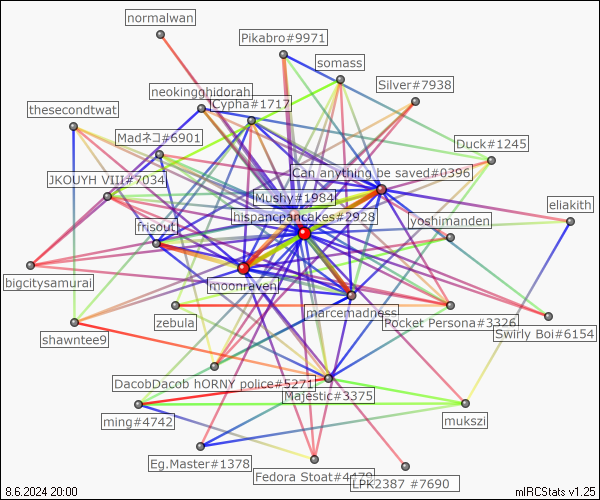 normalwan
Pikabro#9971
somass
Silver#7938
neokingghidorah
Cypha#1717
thesecondtwat
Madネコ#6901
Duck#1245
Can anything be saved#0396
JKOUYH VIII#7034
Mushy#1984
eliakith
hispancpancakes#2928
yoshimanden
frisout
bigcitysamurai
moonraven
marcemadness
zebula
Pocket Persona#3326
Swirly Boi#6154
shawntee9
DacobDacob hORNY police#5271
Majestic#3375
ming#4742
mukszi
Eg.Master#1378
Fedora Stoat#4479
LPK2387 #7690
8.6.2024 20:00
mIRCStats v1.25